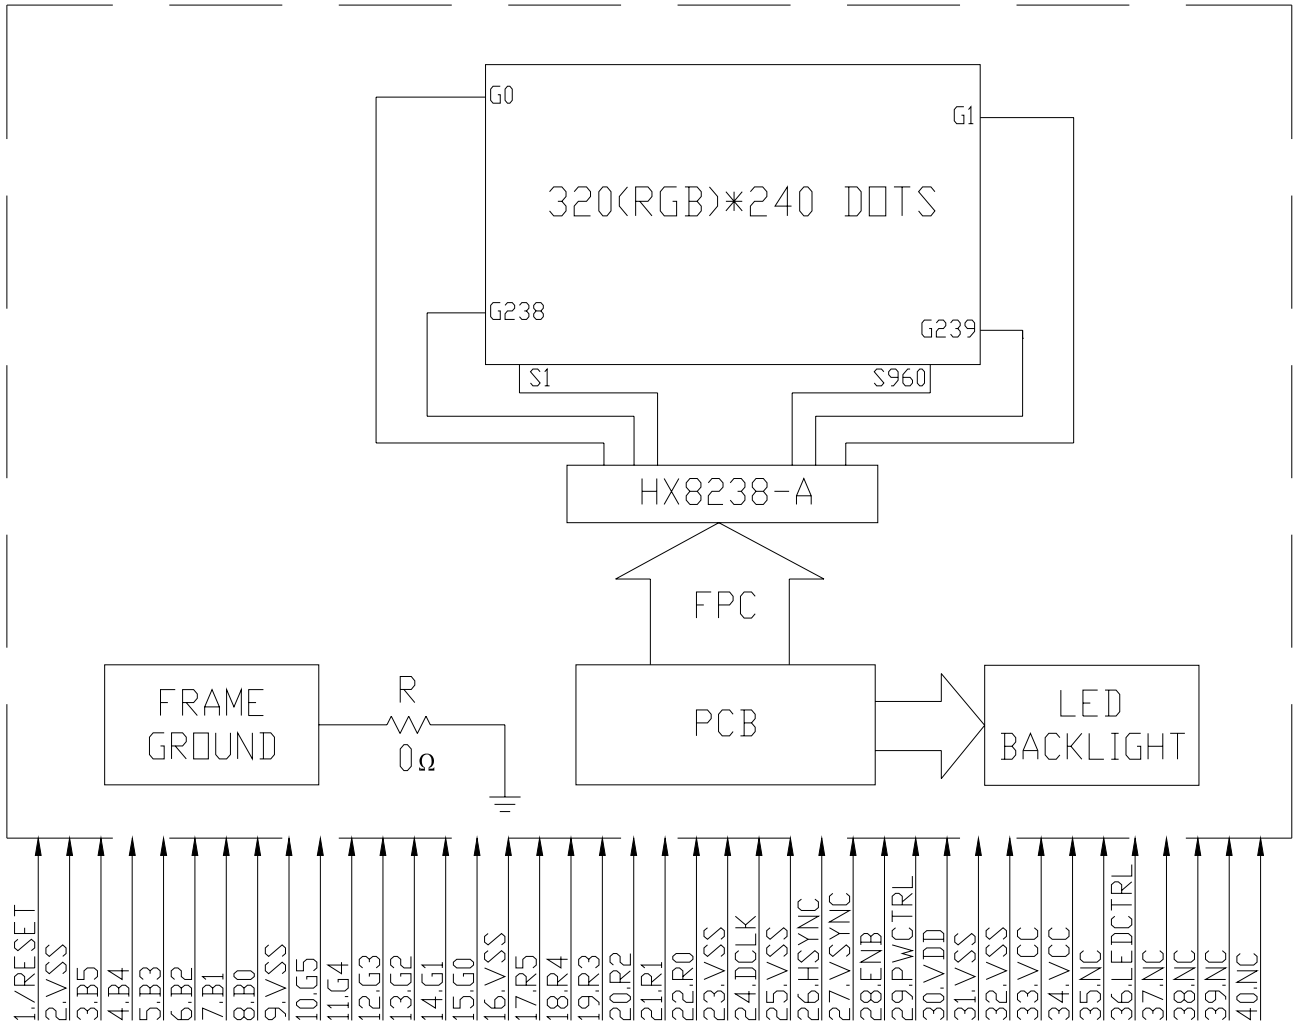 G0
G1
320(RGB)*240 DOTS
G238
G239
S1
S960
HX8238-A
FPC
FRAME
GROUND
R
0Ω
PCB
LED
BACKLIGHT
1./RESET
2.VSS
3.B5
4.B4
5.B3
6.B2
7.B1
8.B0
9.VSS
10.G5
11.G4
12.G3
13.G2
14.G1
15.G0
16.VSS
17.R5
18.R4
19.R3
20.R2
21.R1
22.R0
23.VSS
24.DCLK
25.VSS
26.HSYNC
27.VSYNC
28.ENB
29.PWCTRL
30.VDD
31.VSS
32.VSS
33.VCC
34.VCC
35.NC
36.LEDCTRL
37.NC
38.NC
39.NC
40.NC